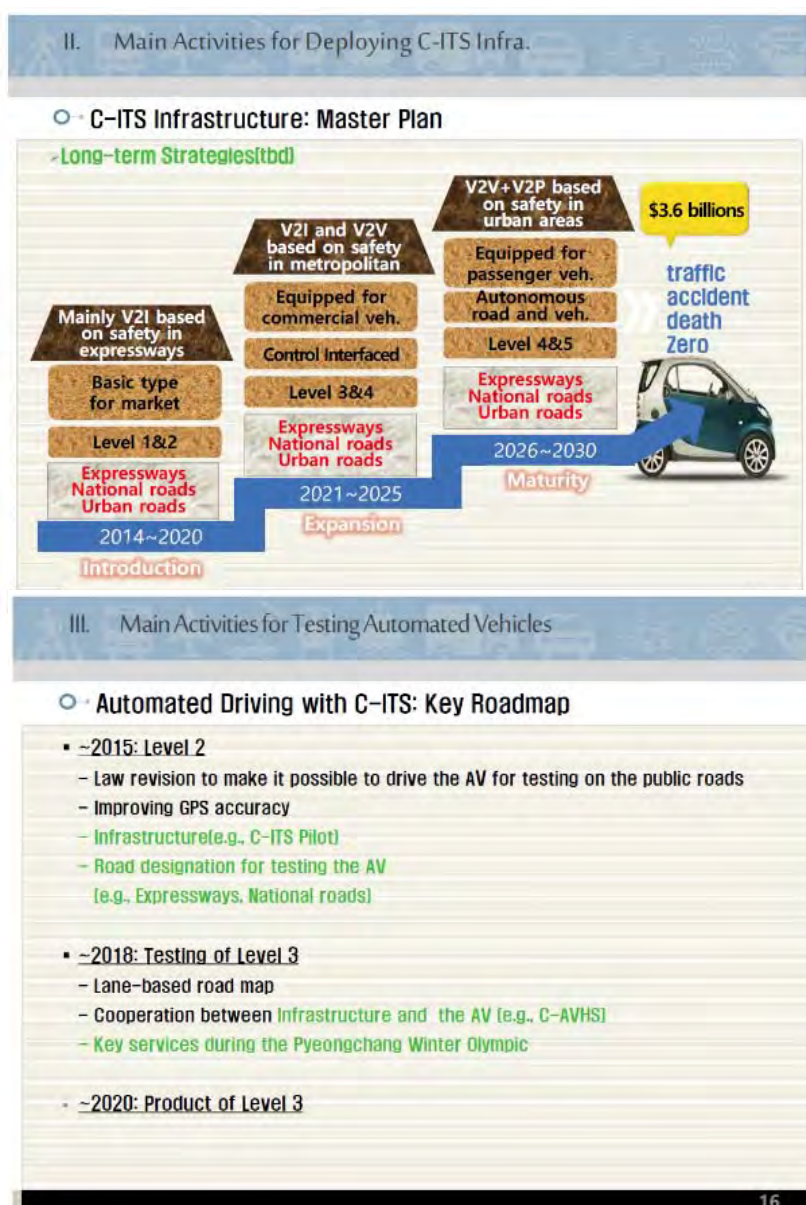 II. Main Activities for Deploying C-ITS Infra.
C-ITS Infrastructure: Master Plan
-Long-term Strategies(tbd)
Mainly V2I based
on safety in
expressways
Basic type
for market
Level 1&2
Expressways
National roads
Urban roads
2014~2020
Introduction
V2I and V2V
based on safety
in metropolitan
Equipped for
commercial veh.
Control Interfaced
Level 3&4
Expressways
National roads
Urban roads
2021~2025
Expansion
V2V+V2P based
on safety in
urban areas
Equipped for
passenger veh.
Autonomous
road and veh.
Level 4&5
Expressways
National roads
Urban roads
2026~2030
Maturity
$3.6 billions
traffic
accident
death
Zero
III. Main Activities for Testing Automated Vehicles
Automated Driving with C-ITS: Key Roadmap
▪ ~2015: Level 2
- Law revision to make it possible to drive the AV for testing on the public roads
- Improving GPS accuracy
- Infrastructure(e.g., C-ITS Pilot)
- Road designation for testing the AV
(e.g., Expressways, National roads)
▪ ~2018: Testing of Level 3
- Lane-based road map
- Cooperation between Infrastructure and the AV (e.g., C-AVHS)
- Key services during the Pyeongchang Winter Olympic
▪ ~2020: Product of Level 3
16